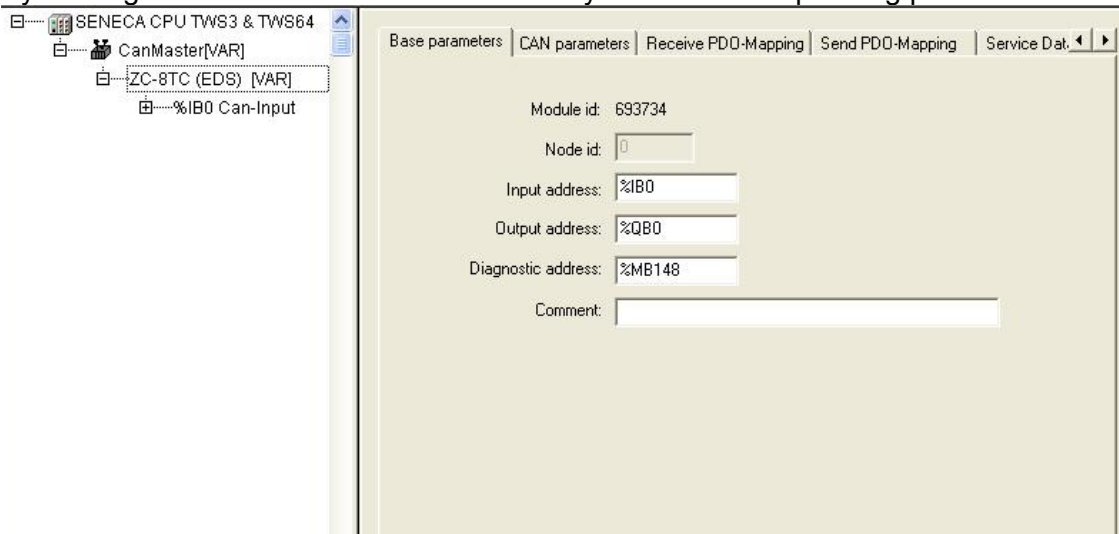 SENECA CPU TWS3 & TWS64
CanMaster[VAR]
ZC-8TC (EDS) [VAR]
%IB0 Can-Input
Base parameters CAN parameters Receive PDO-Mapping Send PDO-Mapping Service Dat
Module id: 693734
Node id: 0
Input address: %IB0
Output address: %QB0
Diagnostic address: %MB148
Comment: